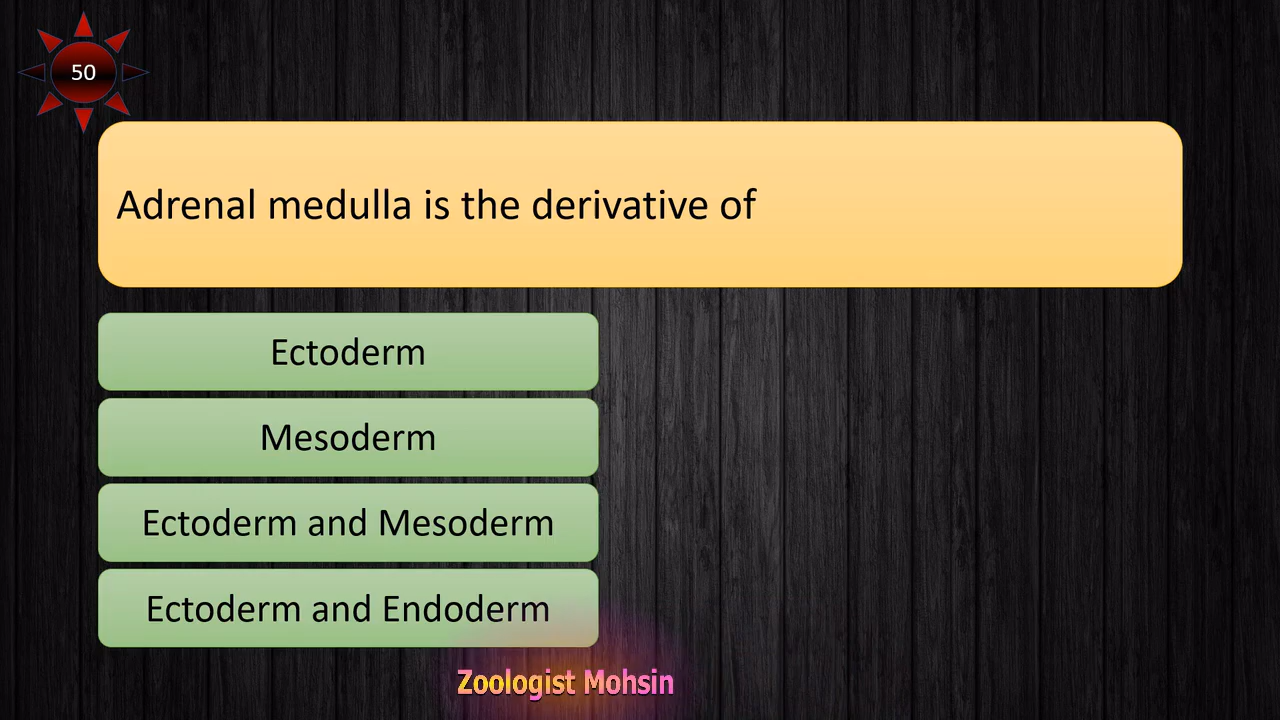 50
Adrenal medulla is the derivative of
Ectoderm
Mesoderm
Ectoderm and Mesoderm
Ectoderm and Endoderm
Zoologist Mohsin